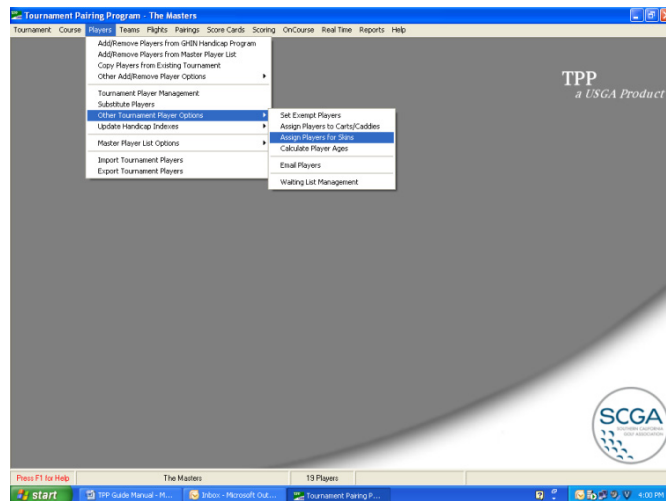 Tournament Pairing Program - The Masters
Tournament Course Players Teams Flights Pairings Score Cards Scoring OnCourse Real Time Reports Help
Add/Remove Players from GHIN Handicap Program
Add/Remove Players from Master Player List
Copy Players from Existing Tournament
Other Add/Remove Player Options
Tournament Player Management
Substitute Players
Other Tournament Player Options
Update Handicap Indexes
Master Player List Options
Import Tournament Players
Export Tournament Players
Set Exempt Players
Assign Players to Carts/Caddies
Assign Players for Skins
Calculate Player Ages
Email Players
Waiting List Management
TPP
a USGA Product
SCGA
SOUTHERN CALIFORNIA
GOLF ASSOCIATION
Press F1 for Help The Masters 19 Players
start TPP Guide Manual - M... Inbox - Microsoft Out... Tournament Pairing P... 4:00 PM